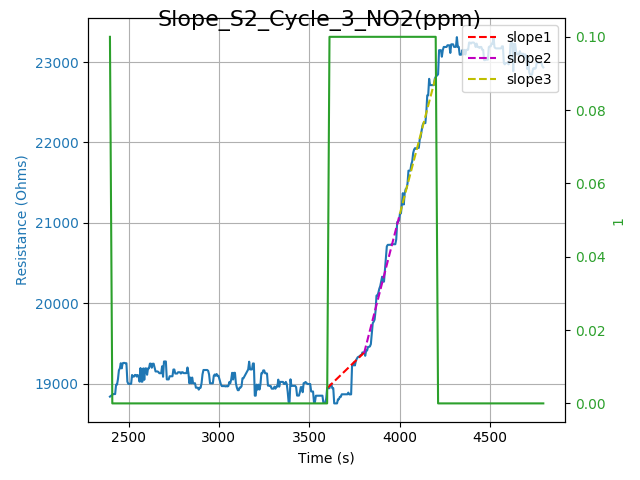 Slope_S2_Cycle_3_NO2(ppm)
slope1
slope2
slope3
23000
22000
21000
20000
19000
Resistance (Ohms)
0.10
0.08
0.06
0.04
0.02
0.00
1
2500 3000 3500 4000 4500
Time (s)